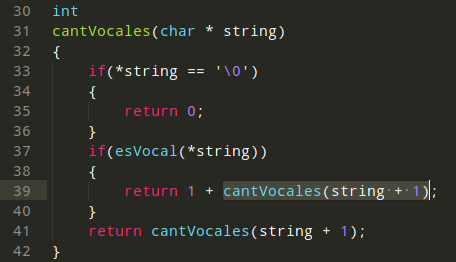 30 int
31 cantVocales(char * string)
32 {
33     if(*string == '\0')
34     {
35         return 0;
36     }
37     if(esVocal(*string))
38     {
39         return 1 + cantVocales(string + 1);
40     }
41     return cantVocales(string + 1);
42 }